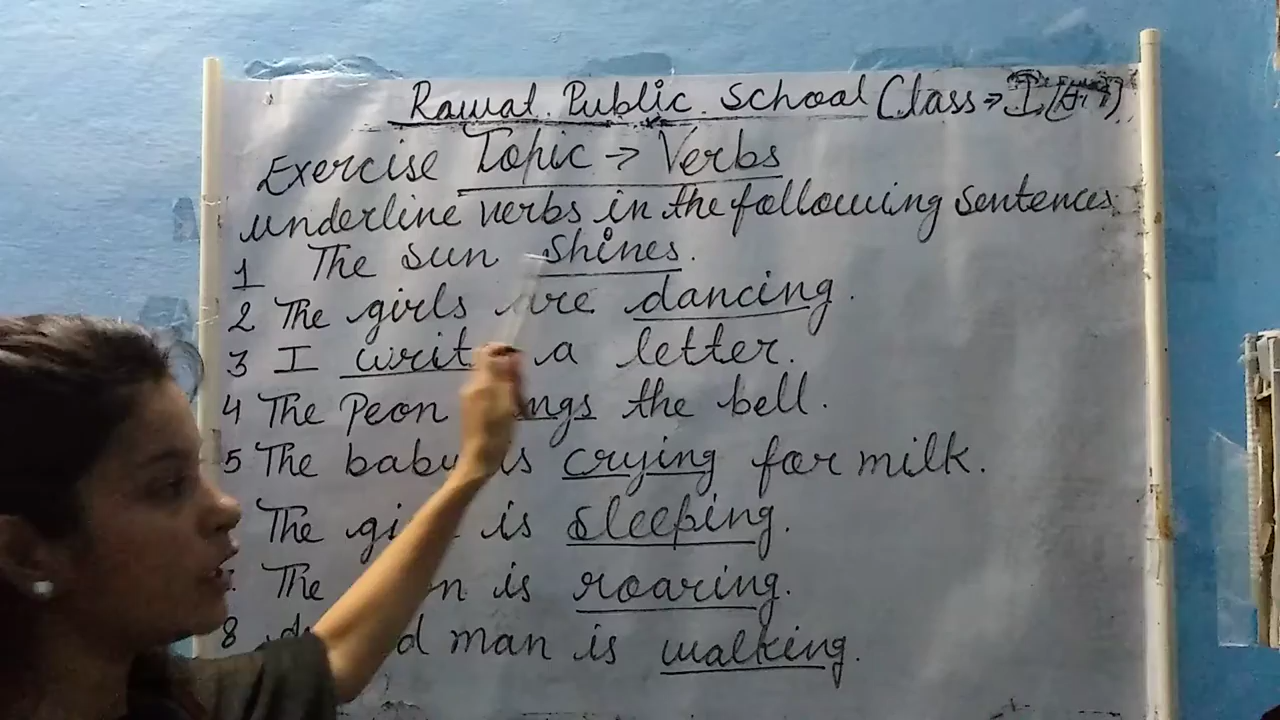 Rawat Public School Class → I
Exercise Topic → Verbs
underline verbs in the following sentences
1 The sun shines.
2 The girls are dancing.
3 I write a letter.
4 The Peon the bell.
5 The baby is crying for milk.
The is sleeping.
The is roaring.
8 man is walking.